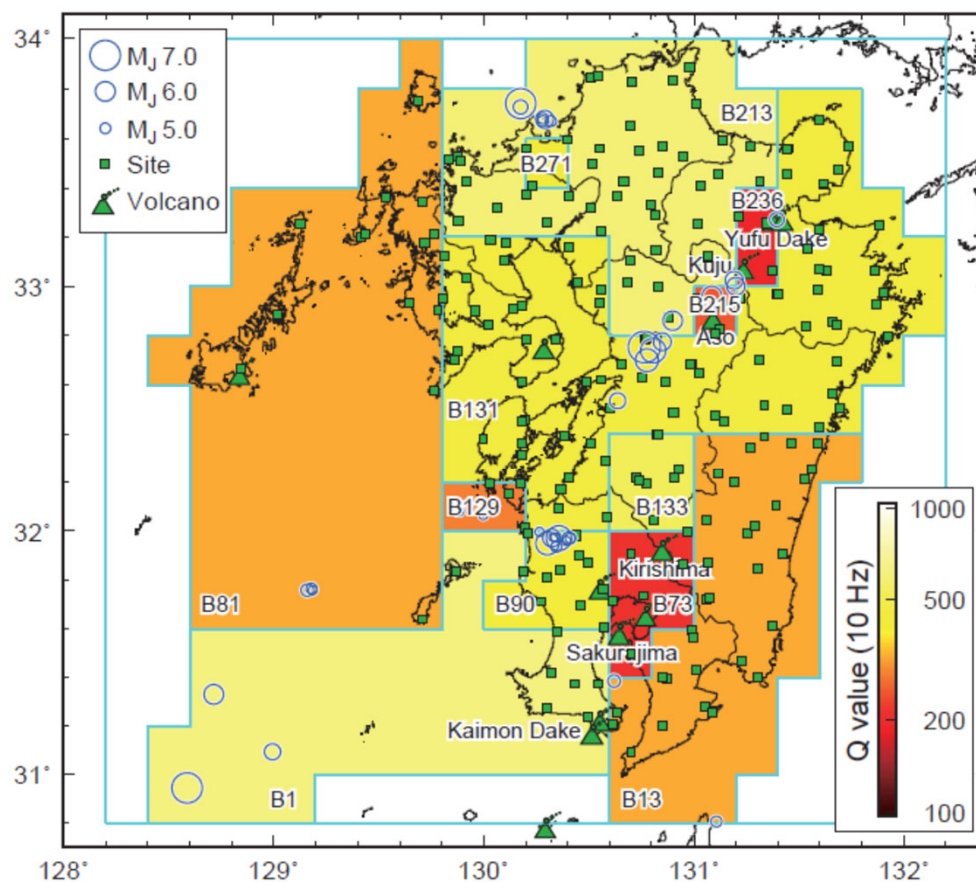 34˚
33˚
32˚
31˚
128˚
129˚
130˚
131˚
132˚
MJ 7.0
MJ 6.0
MJ 5.0
Site
Volcano
B213
B271
B236
Yufu Dake
Kuju
B215
Aso
B131
B129
B133
Kirishima
B81
B90
B73
Sakurajima
Kaimon Dake
B1
B13
Q value (10 Hz)
1000
500
200
100